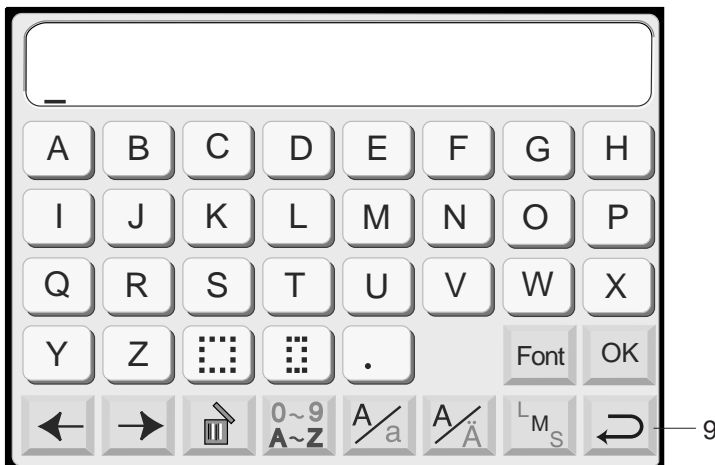 _
A B C D E F G H
I J K L M N O P
Q R S T U V W X
Y Z . Font OK
0~9
A~Z A/a A/Ä L M S 9